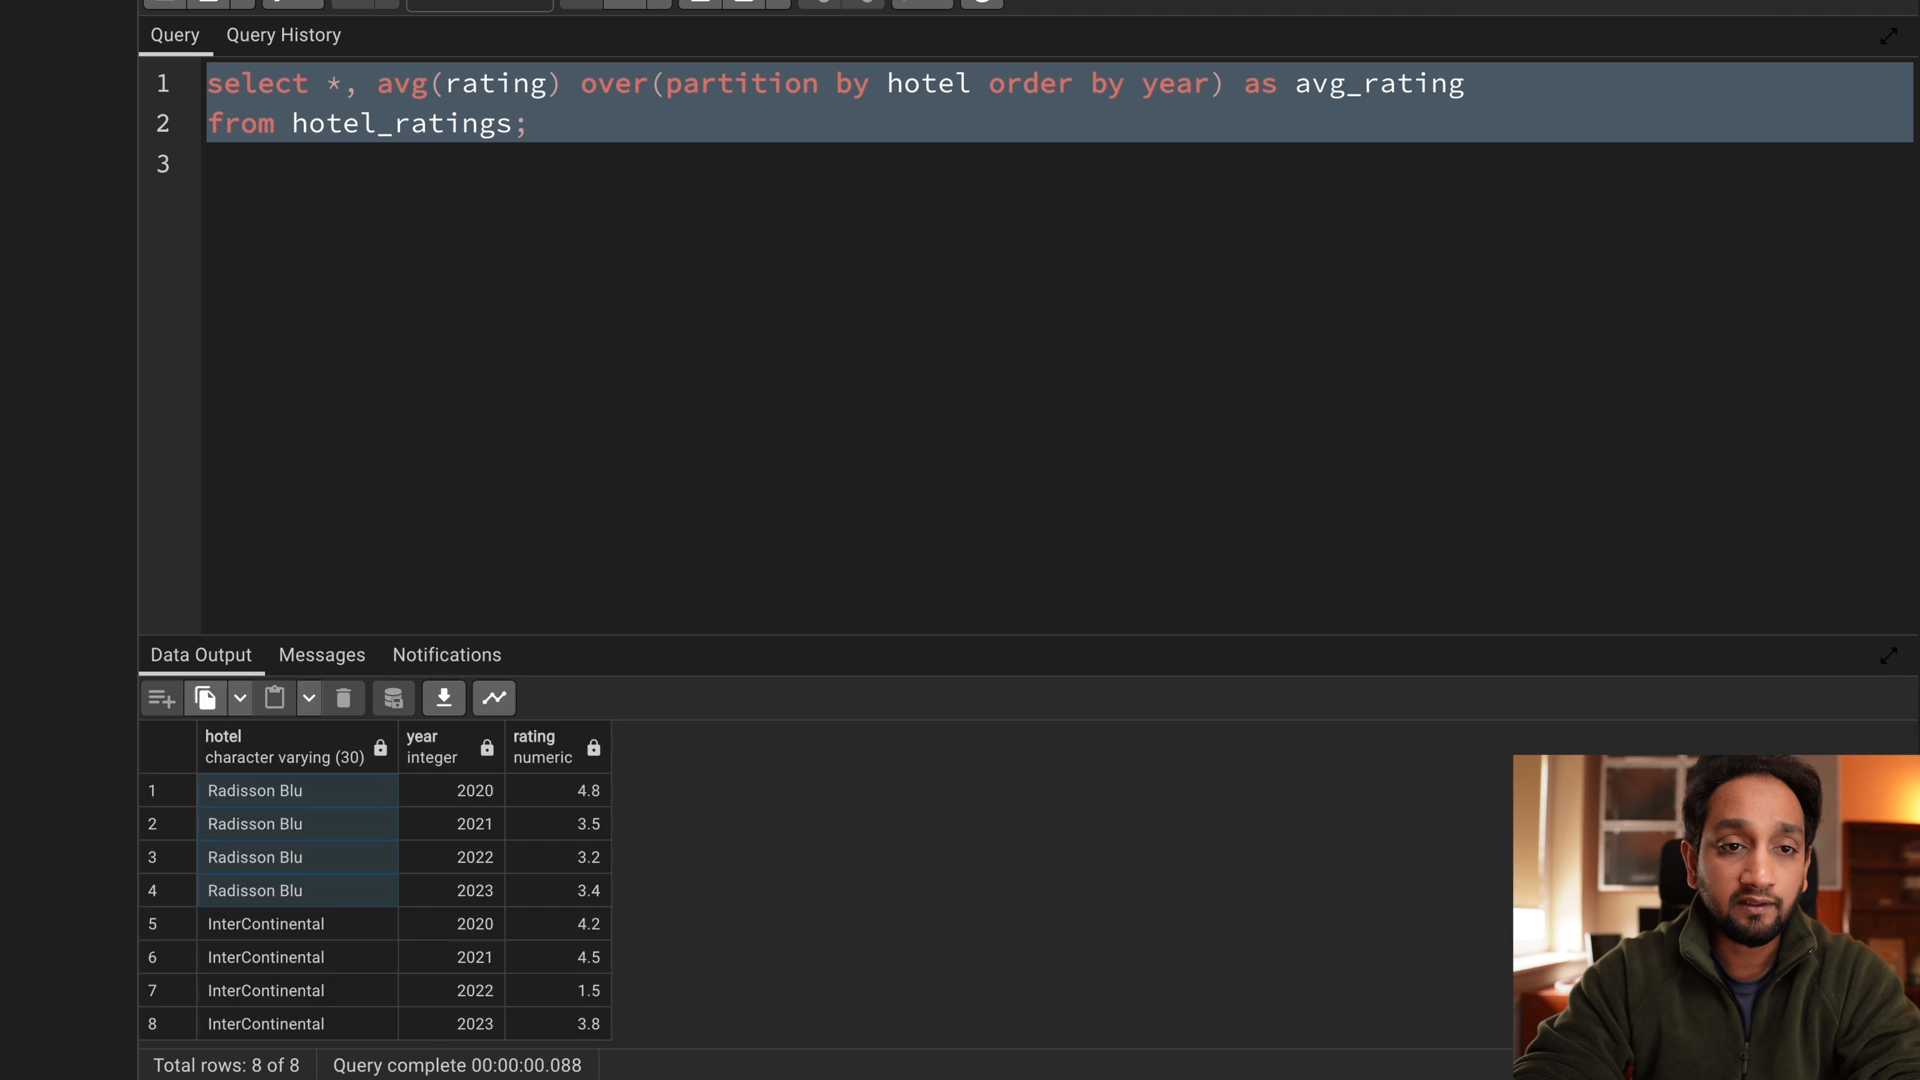 Query Query History
1 select *, avg(rating) over(partition by hotel order by year) as avg_rating
2 from hotel_ratings;
3
Data Output Messages Notifications
hotel year rating
character varying (30) integer numeric
1 Radisson Blu 2020 4.8
2 Radisson Blu 2021 3.5
3 Radisson Blu 2022 3.2
4 Radisson Blu 2023 3.4
5 InterContinental 2020 4.2
6 InterContinental 2021 4.5
7 InterContinental 2022 1.5
8 InterContinental 2023 3.8
Total rows: 8 of 8 Query complete 00:00:00.088